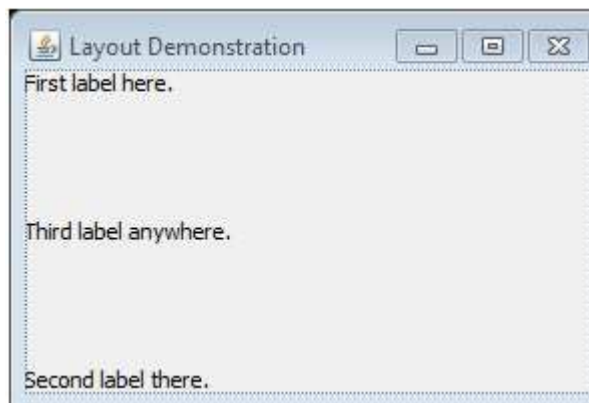 Layout Demonstration
First label here.
Third label anywhere.
Second label there.